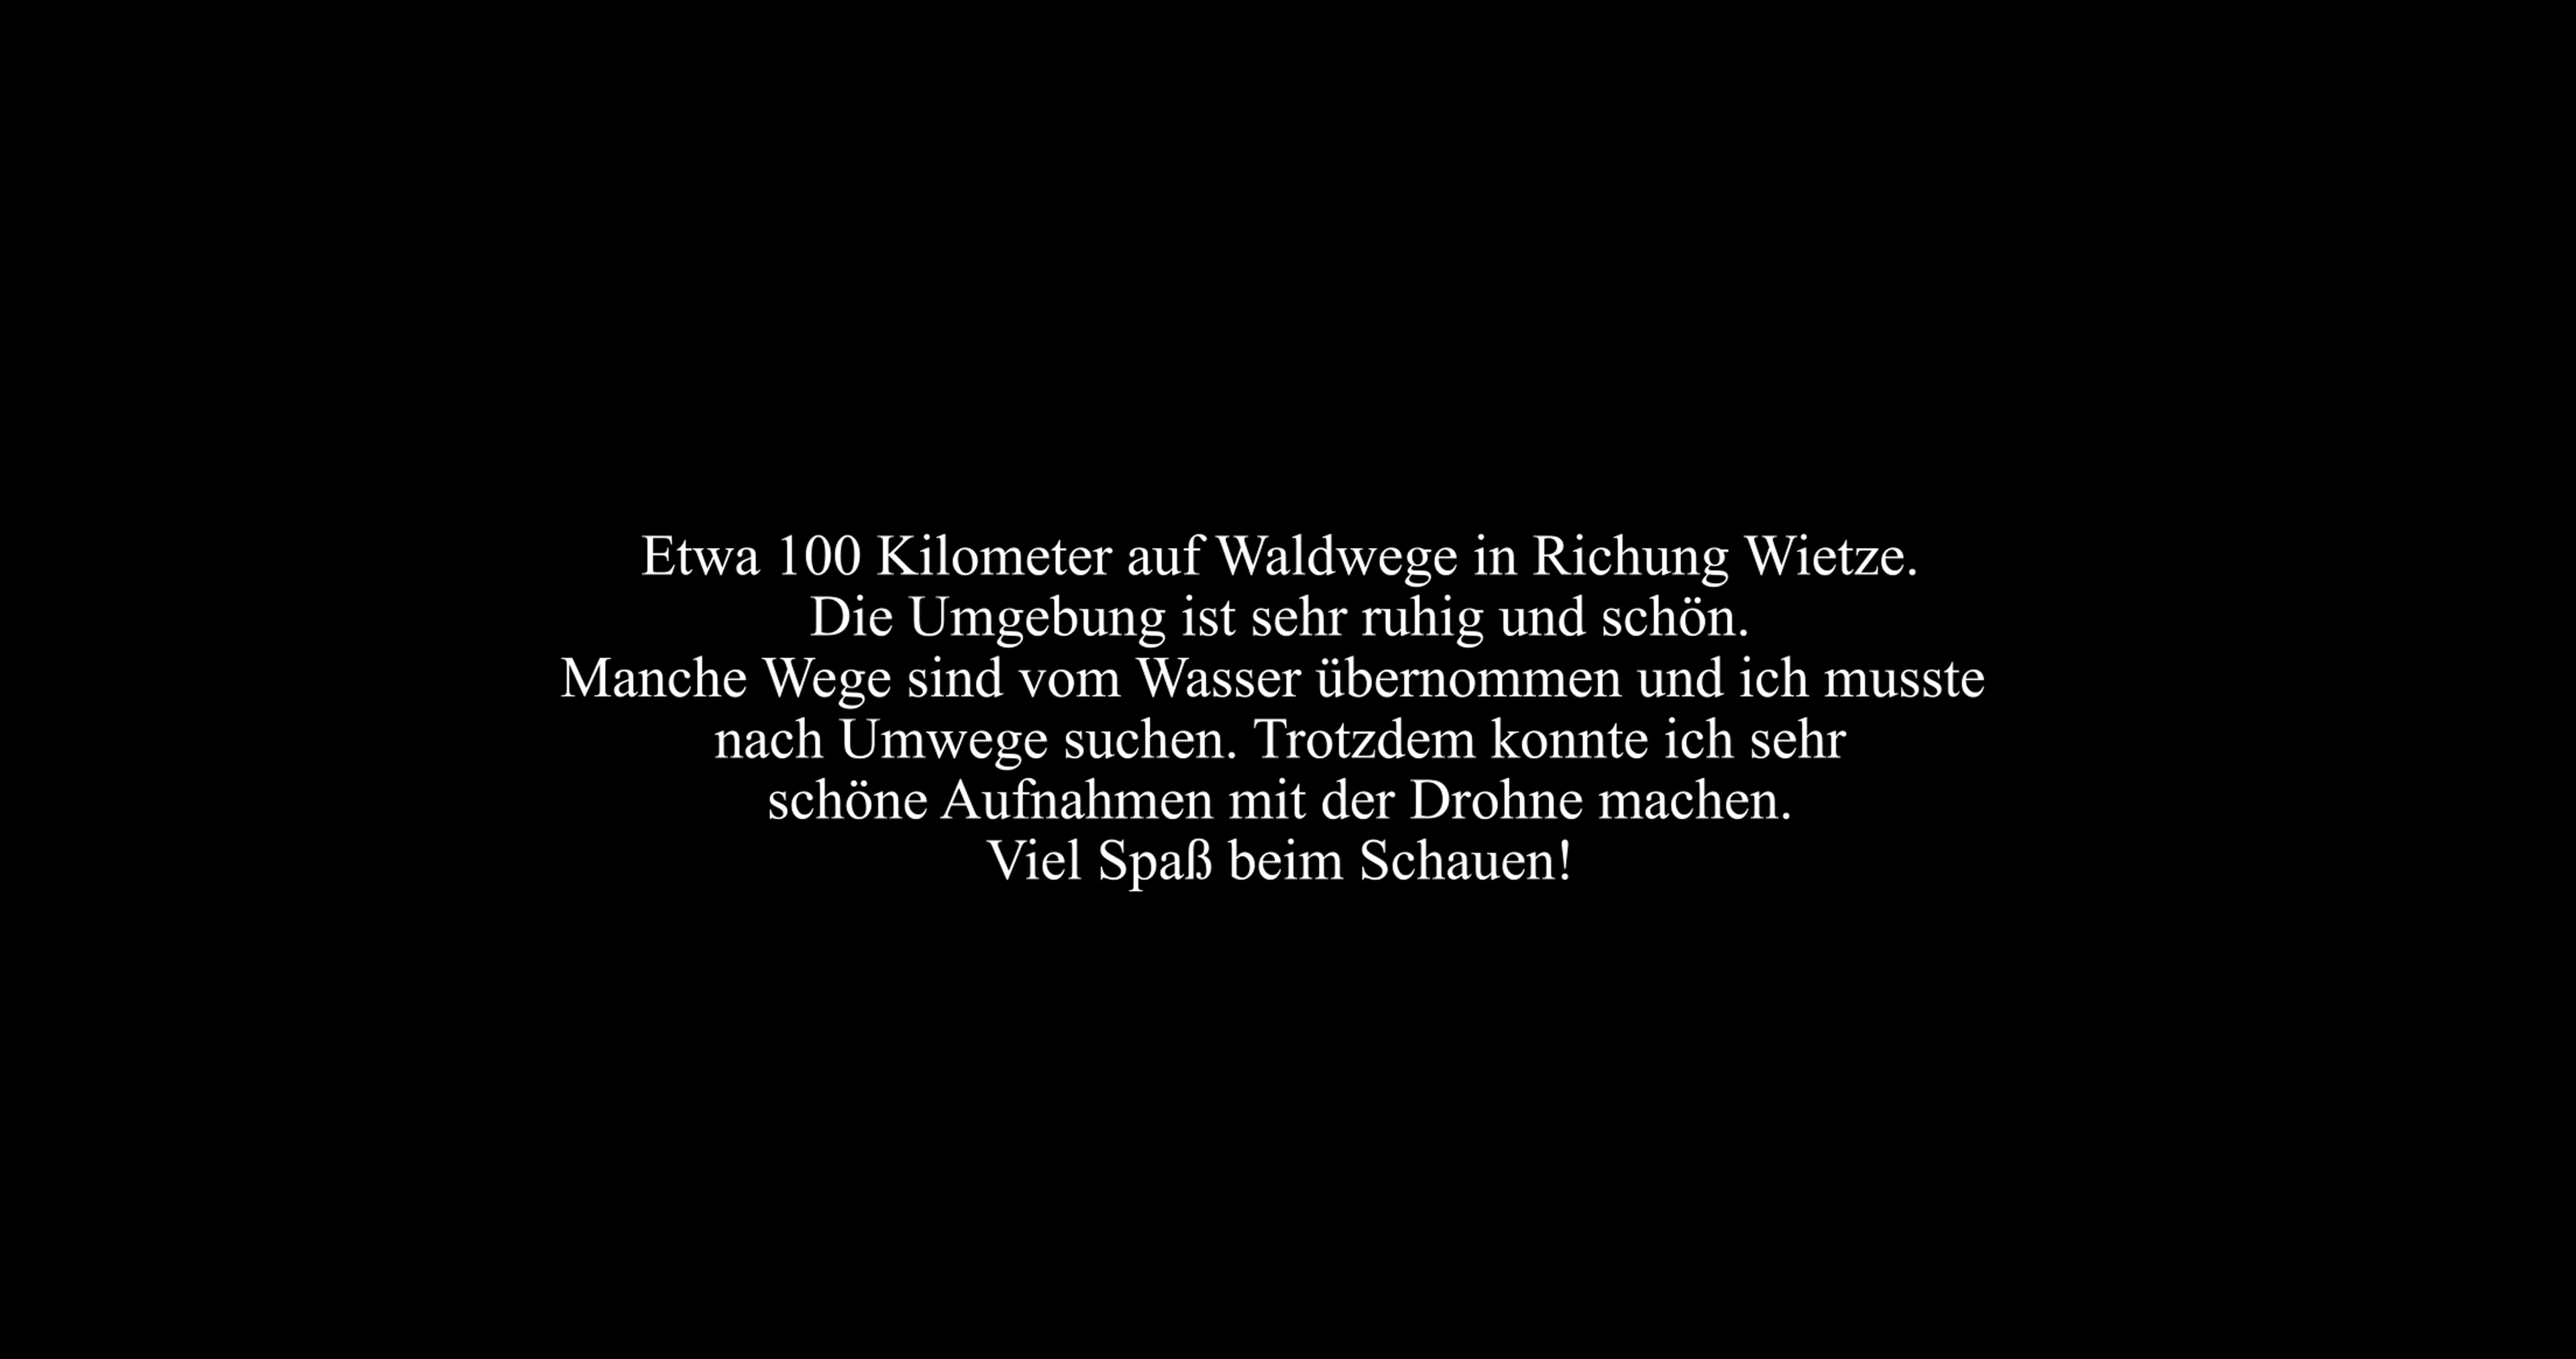 Etwa 100 Kilometer auf Waldwege in Richung Wietze.
Die Umgebung ist sehr ruhig und schön.
Manche Wege sind vom Wasser übernommen und ich musste
nach Umwege suchen. Trotzdem konnte ich sehr
schöne Aufnahmen mit der Drohne machen.
Viel Spaß beim Schauen!